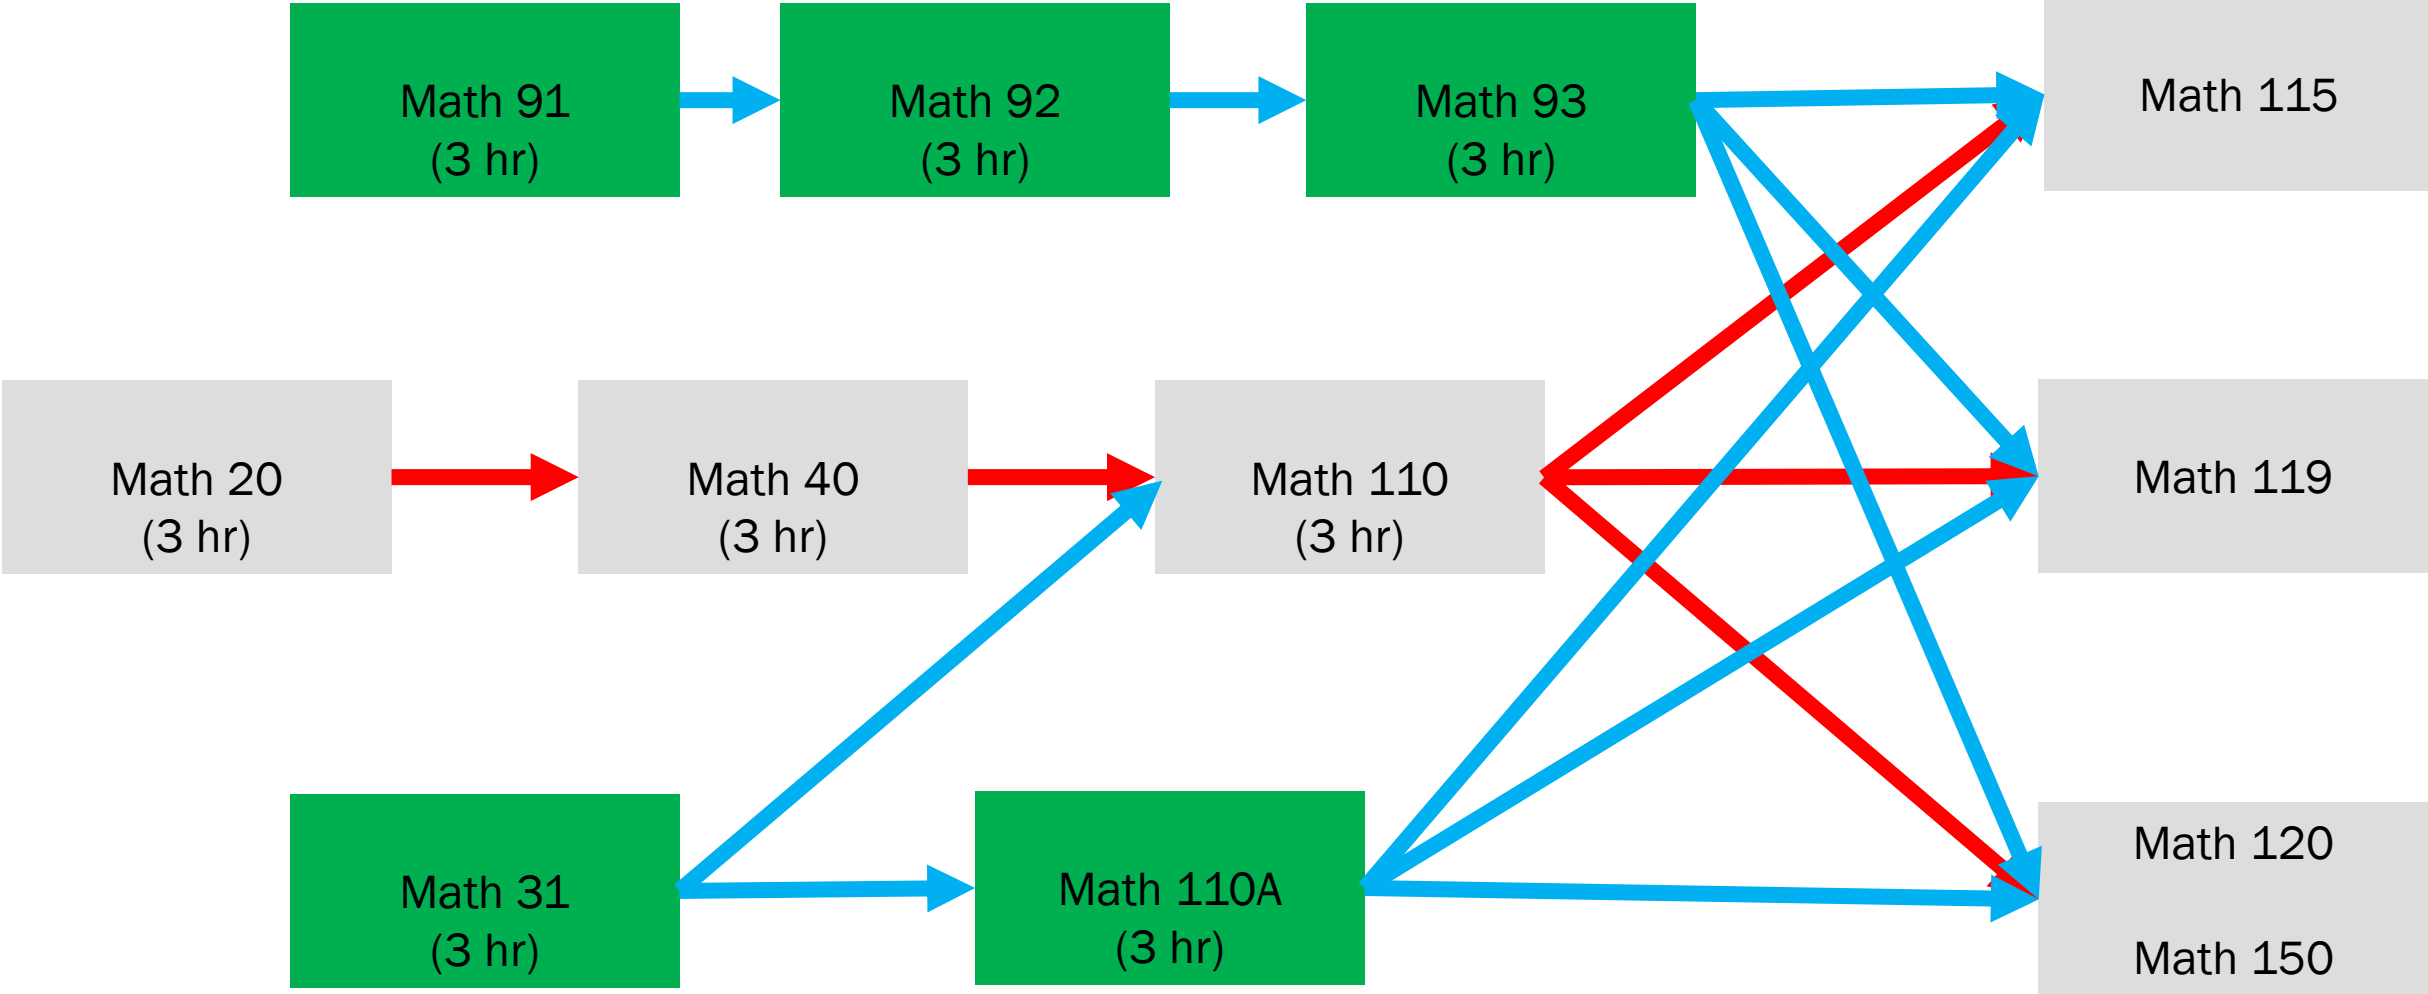 Math 91
(3 hr)
Math 92
(3 hr)
Math 93
(3 hr)
Math 115
Math 20
(3 hr)
Math 40
(3 hr)
Math 110
(3 hr)
Math 119
Math 31
(3 hr)
Math 110A
(3 hr)
Math 120
Math 150